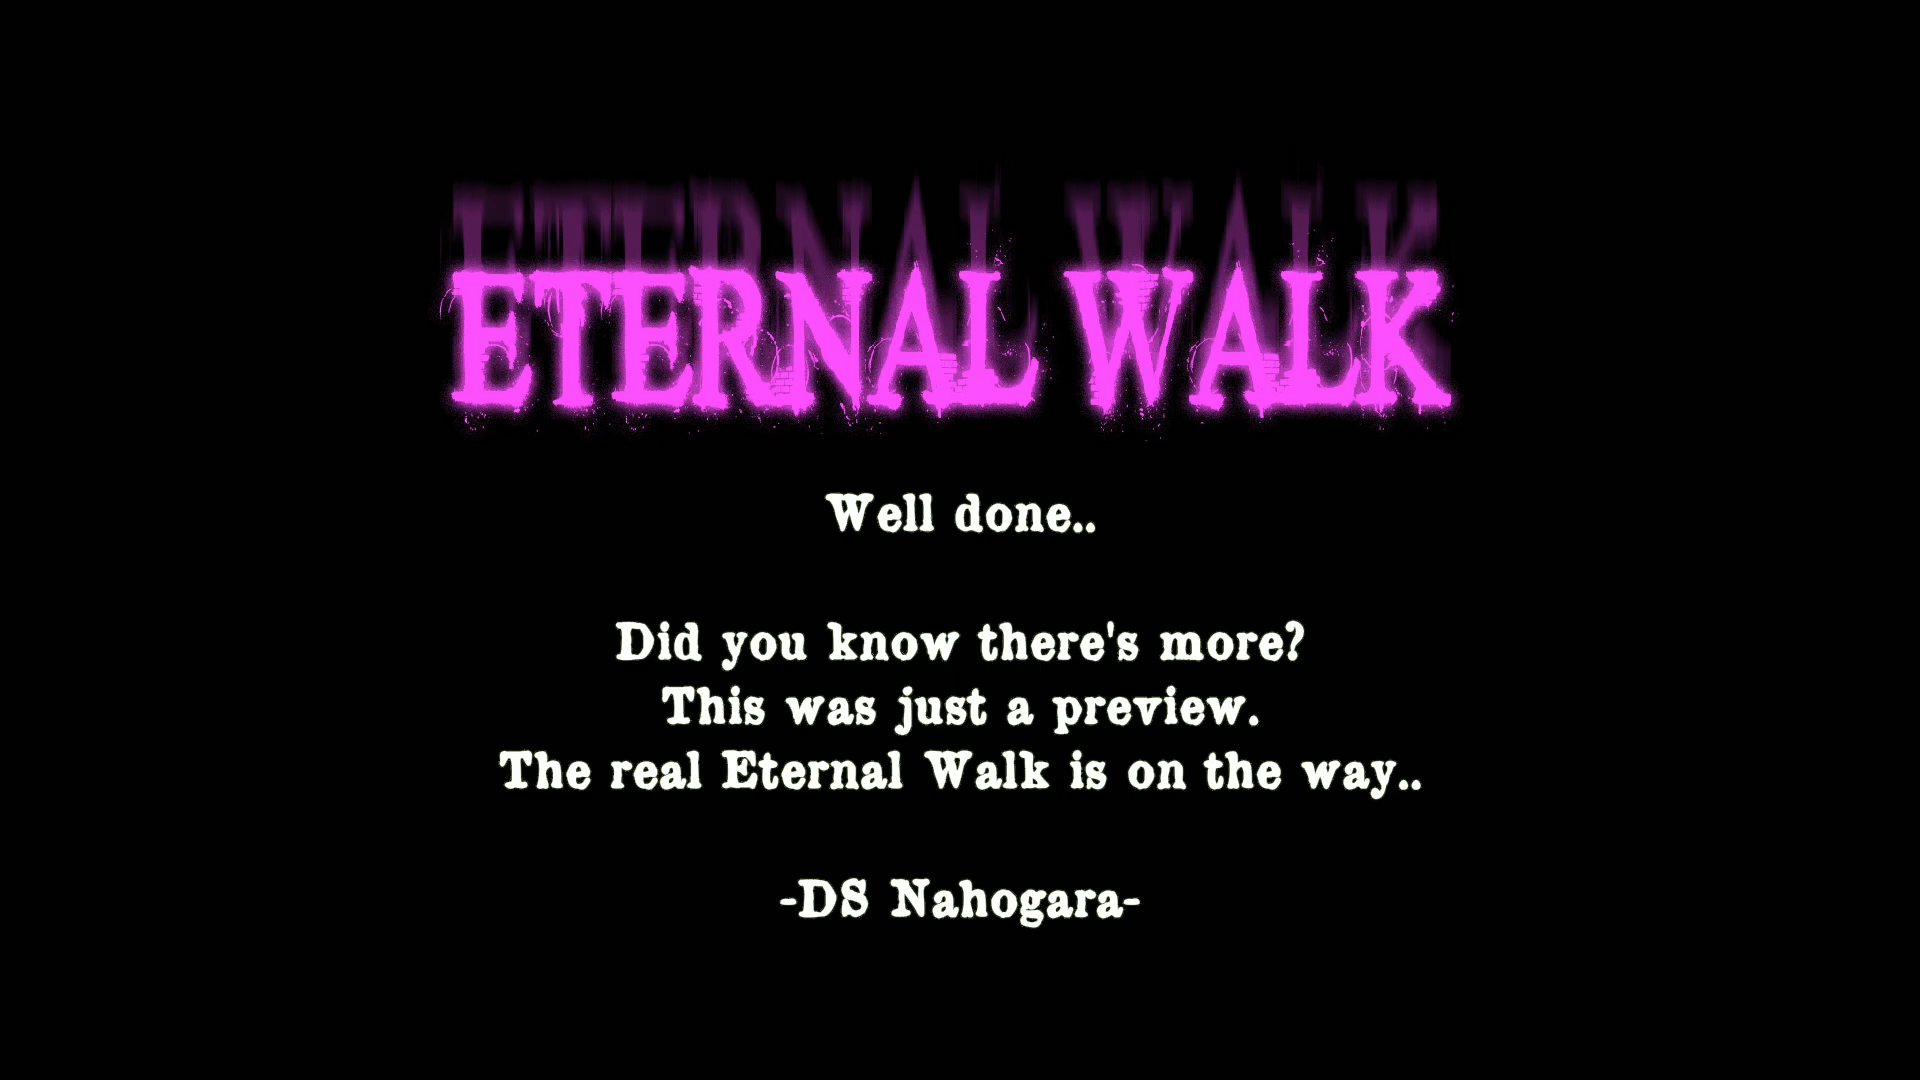 ETERNAL WALK
Well done..
Did you know there's more?
This was just a preview.
The real Eternal Walk is on the way..
-DS Nahogara-